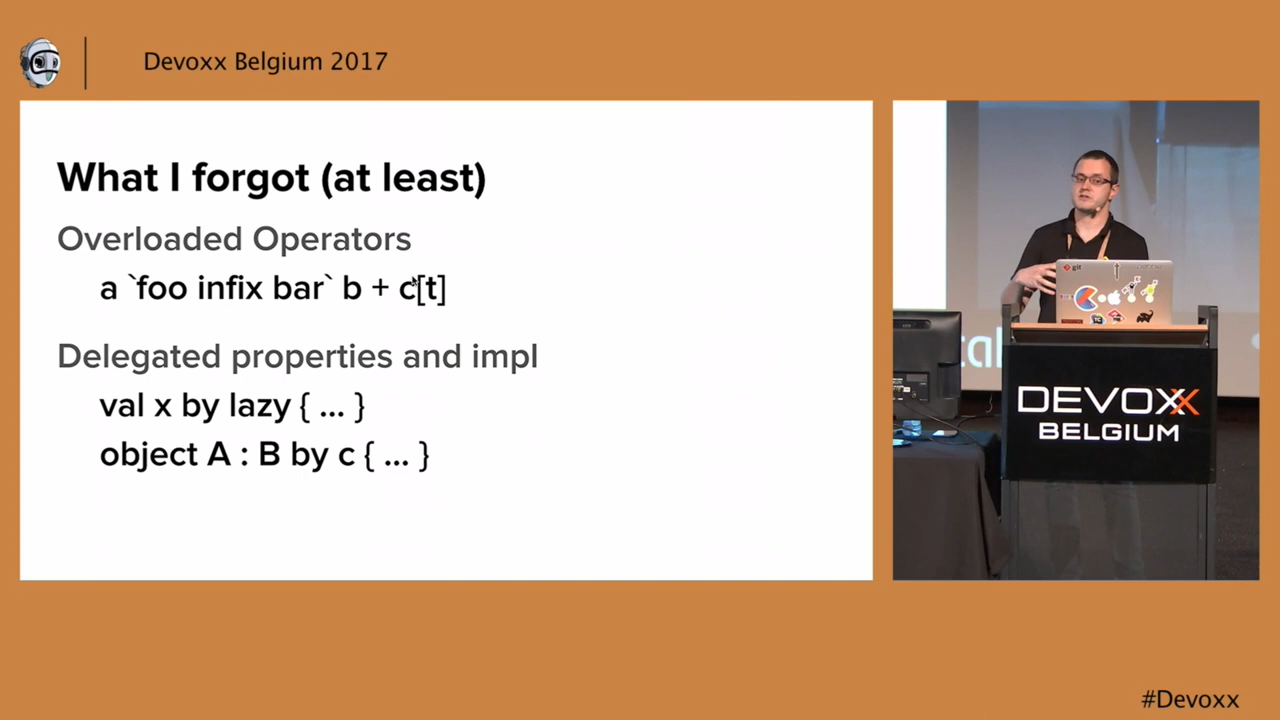 Devoxx Belgium 2017
What I forgot (at least)
Overloaded Operators
a `foo infix bar` b + c[t]
Delegated properties and impl
val x by lazy { ... }
object A : B by c { ... }
git
DEVOXX
BELGIUM
#Devoxx